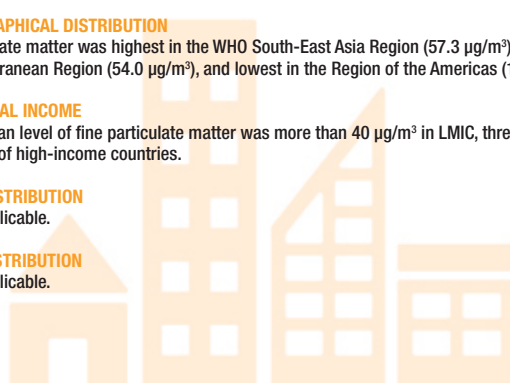 APHICAL DISTRIBUTION
ate matter was highest in the WHO South-East Asia Region (57.3 µg/m³)
ranean Region (54.0 µg/m³), and lowest in the Region of the Americas (1
AL INCOME
an level of fine particulate matter was more than 40 µg/m³ in LMIC, thre
of high-income countries.
STRIBUTION
licable.
STRIBUTION
licable.